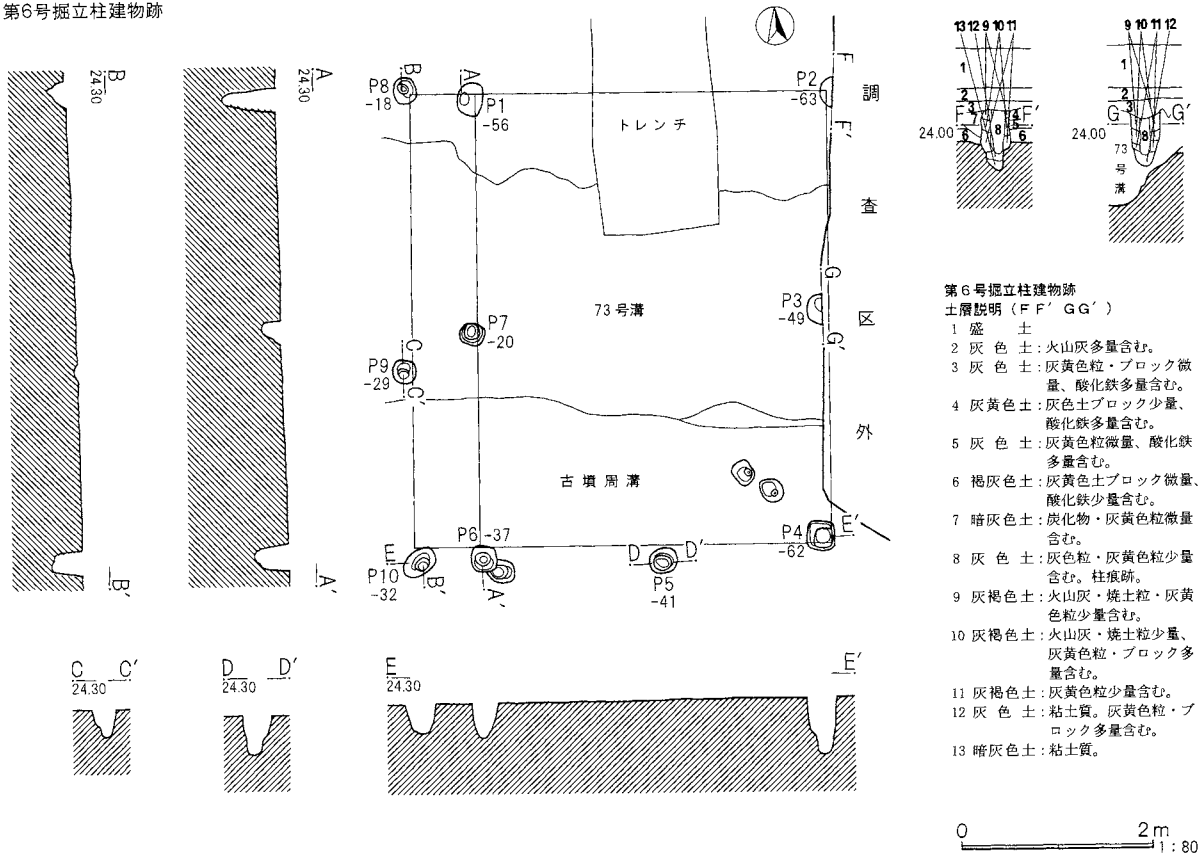 第6号掘立柱建物跡
B
24.30
A
24.30
B
A
P8
-18
P1
-56
トレンチ
P2
-63
F
F′
調
査
区
外
73号溝
P7
-20
P9
-29
C
C′
G
P3
-49
G′
古墳周溝
E
P10
-32
B′
P6 -37
A′
D
D′
P5
-41
P4
-62
E′
B′
A′
C
C′
24.30
D
D′
24.30
E
E′
24.30
13 12 9 10 11
1
2
3
F
7
4
F′
5
24.00
6
8
6
9 10 11 12
1
2
3
G
G′
24.00
8
73号溝
第6号掘立柱建物跡
土層説明(FF′ GG′)
1 盛土
2 灰色土:火山灰多量含む。
3 灰色土:灰黄色粒・ブロック微
量、酸化鉄多量含む。
4 灰黄色土:灰色土ブロック少量、
酸化鉄多量含む。
5 灰色土:灰黄色粒微量、酸化鉄
多量含む。
6 褐灰色土:灰黄色土ブロック微量、
酸化鉄少量含む。
7 暗灰色土:炭化物・灰黄色粒微量
含む。
8 灰色土:灰色粒・灰黄色粒少量
含む。柱痕跡。
9 灰褐色土:火山灰・焼土粒・灰黄
色粒少量含む。
10 灰褐色土:火山灰・焼土粒少量、
灰黄色粒・ブロック多
量含む。
11 灰褐色土:灰黄色粒少量含む。
12 灰色土:粘土質。灰黄色粒・ブ
ロック多量含む。
13 暗灰色土:粘土質。
0 2m
1:80